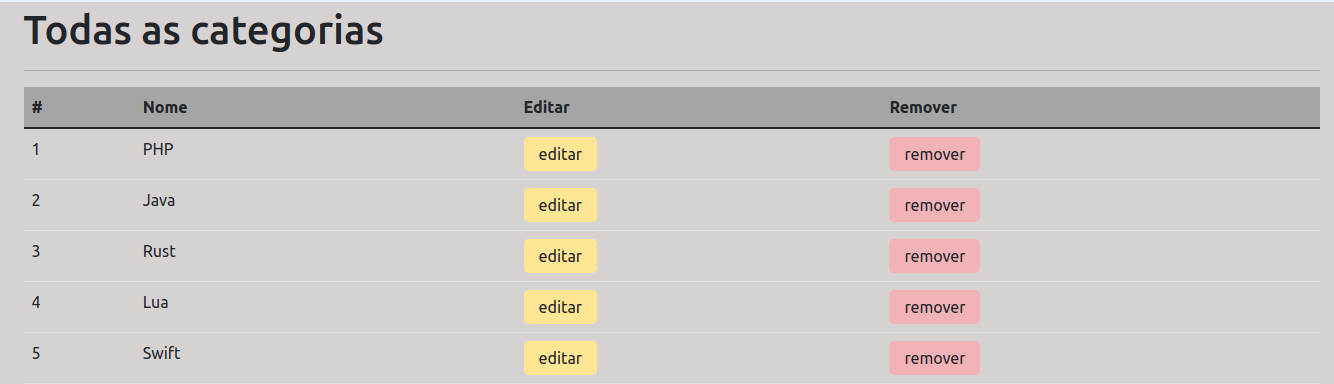 Todas as categorias
# Nome Editar Remover
1 PHP editar remover
2 Java editar remover
3 Rust editar remover
4 Lua editar remover
5 Swift editar remover